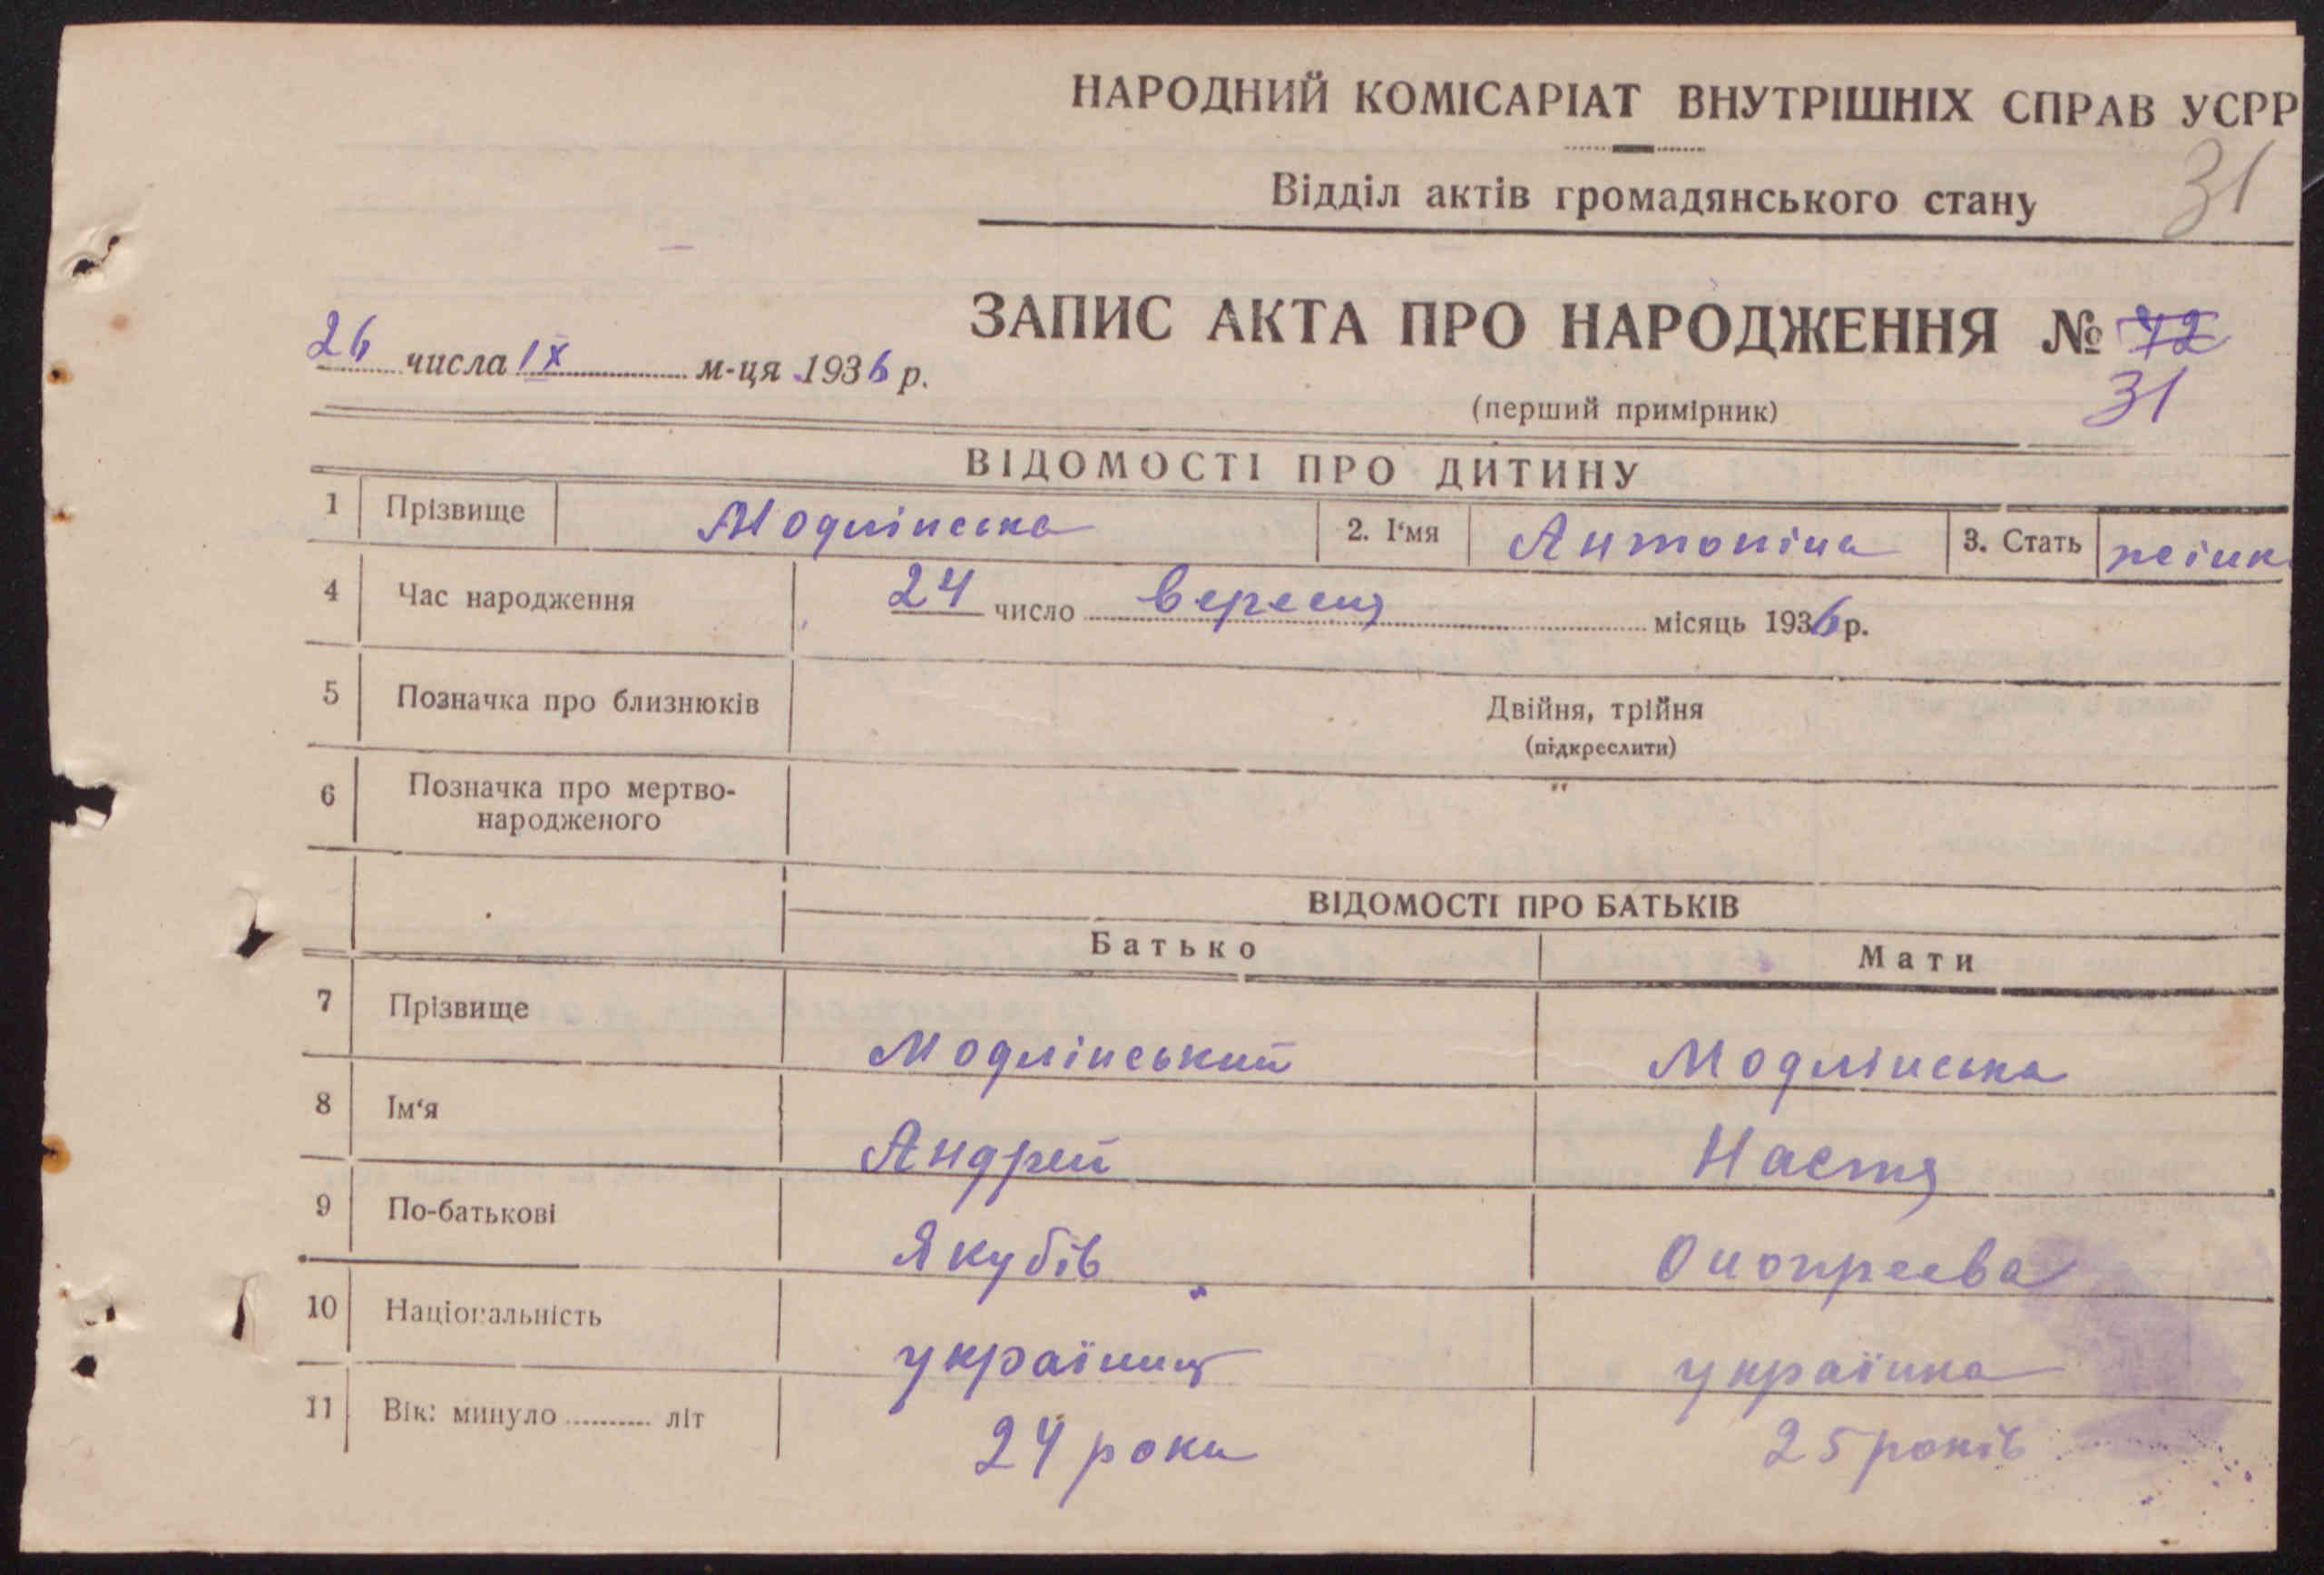 НАРОДНИЙ КОМІСАРІАТ ВНУТРІШНІХ СПРАВ УСРР
Відділ актів громадянського стану 31
ЗАПИС АКТА ПРО НАРОДЖЕННЯ № 72
26 числа IX м-ця 1936 р.
31
(перший примірник)
ВІДОМОСТІ ПРО ДИТИНУ
1 Прізвище Модлінська 2. І'мя Антоніна 3. Стать жіноч
4 Час народження 24 число вересня місяць 1936 р.
5 Позначка про близнюків Двійня, трійня
(підкреслити)
6 Позначка про мертво-
народженого "
ВІДОМОСТІ ПРО БАТЬКІВ
Батько Мати
7 Прізвище Модлінський Модлінська
8 Ім'я Андрей Настя
9 По-батькові Якубів Онопреєва
10 Національність українець українка
11 Вік: минуло ........... літ 24 роки 25 років